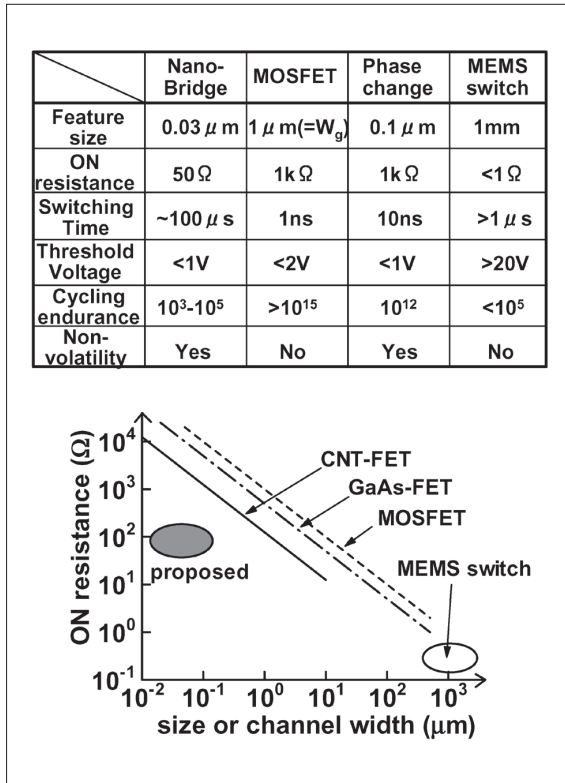 Nano-Bridge MOSFET Phase change MEMS switch
Feature size 0.03 μm 1 μm(=Wg) 0.1 μm 1mm
ON resistance 50Ω 1kΩ 1kΩ <1Ω
Switching Time ~100 μs 1ns 10ns >1 μs
Threshold Voltage <1V <2V <1V >20V
Cycling endurance 10³-10⁵ >10¹⁵ 10¹² <10⁵
Non-volatility Yes No Yes No
ON resistance (Ω)
10⁴
10³
10²
10¹
10⁰
10⁻¹
CNT-FET
GaAs-FET
MOSFET
proposed
MEMS switch
10⁻² 10⁻¹ 10⁰ 10¹ 10² 10³
size or channel width (μm)